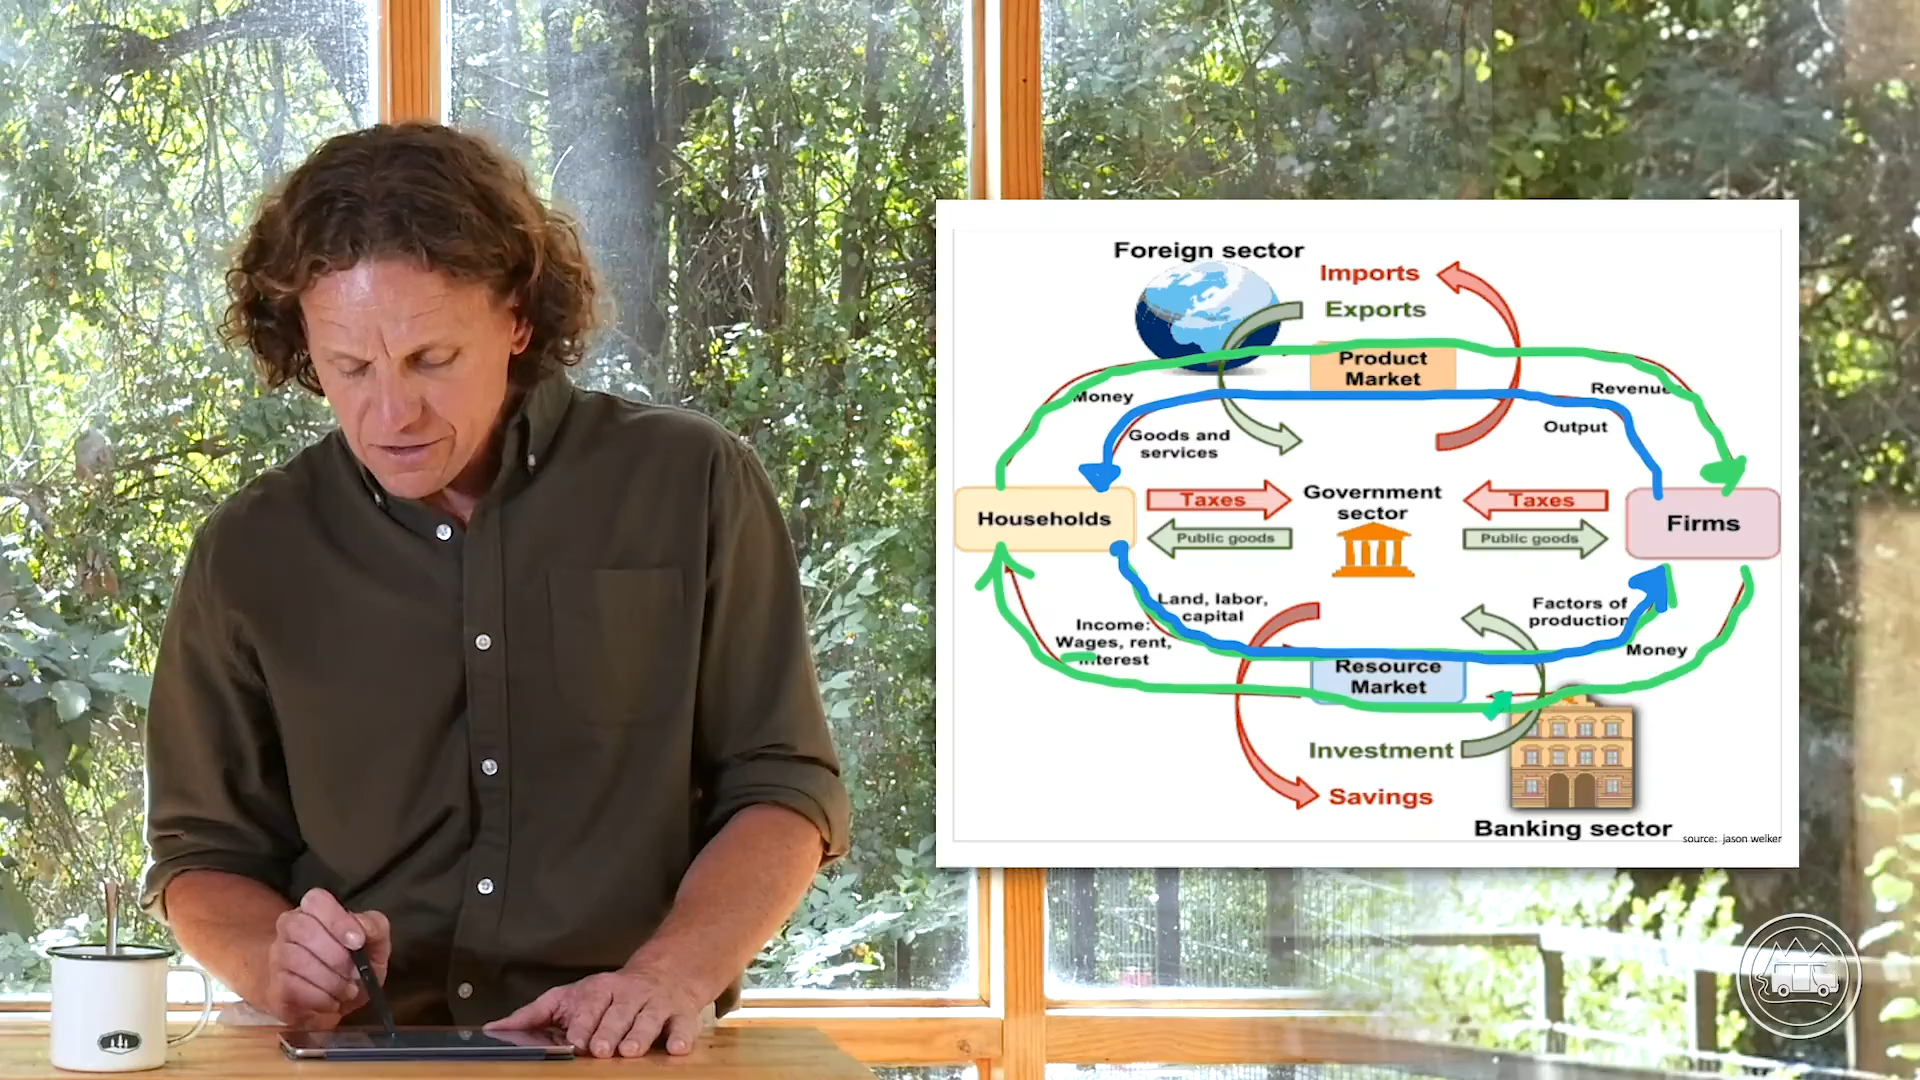 Foreign sector
Imports
Exports
Product
Market
Money
Revenue
Goods and
services
Output
Households
Taxes
Public goods
Government
sector
Taxes
Public goods
Firms
Land, labor,
capital
Factors of
production
Income:
Wages, rent,
interest
Money
Resource
Market
Investment
Savings
Banking sector
source: jason welker